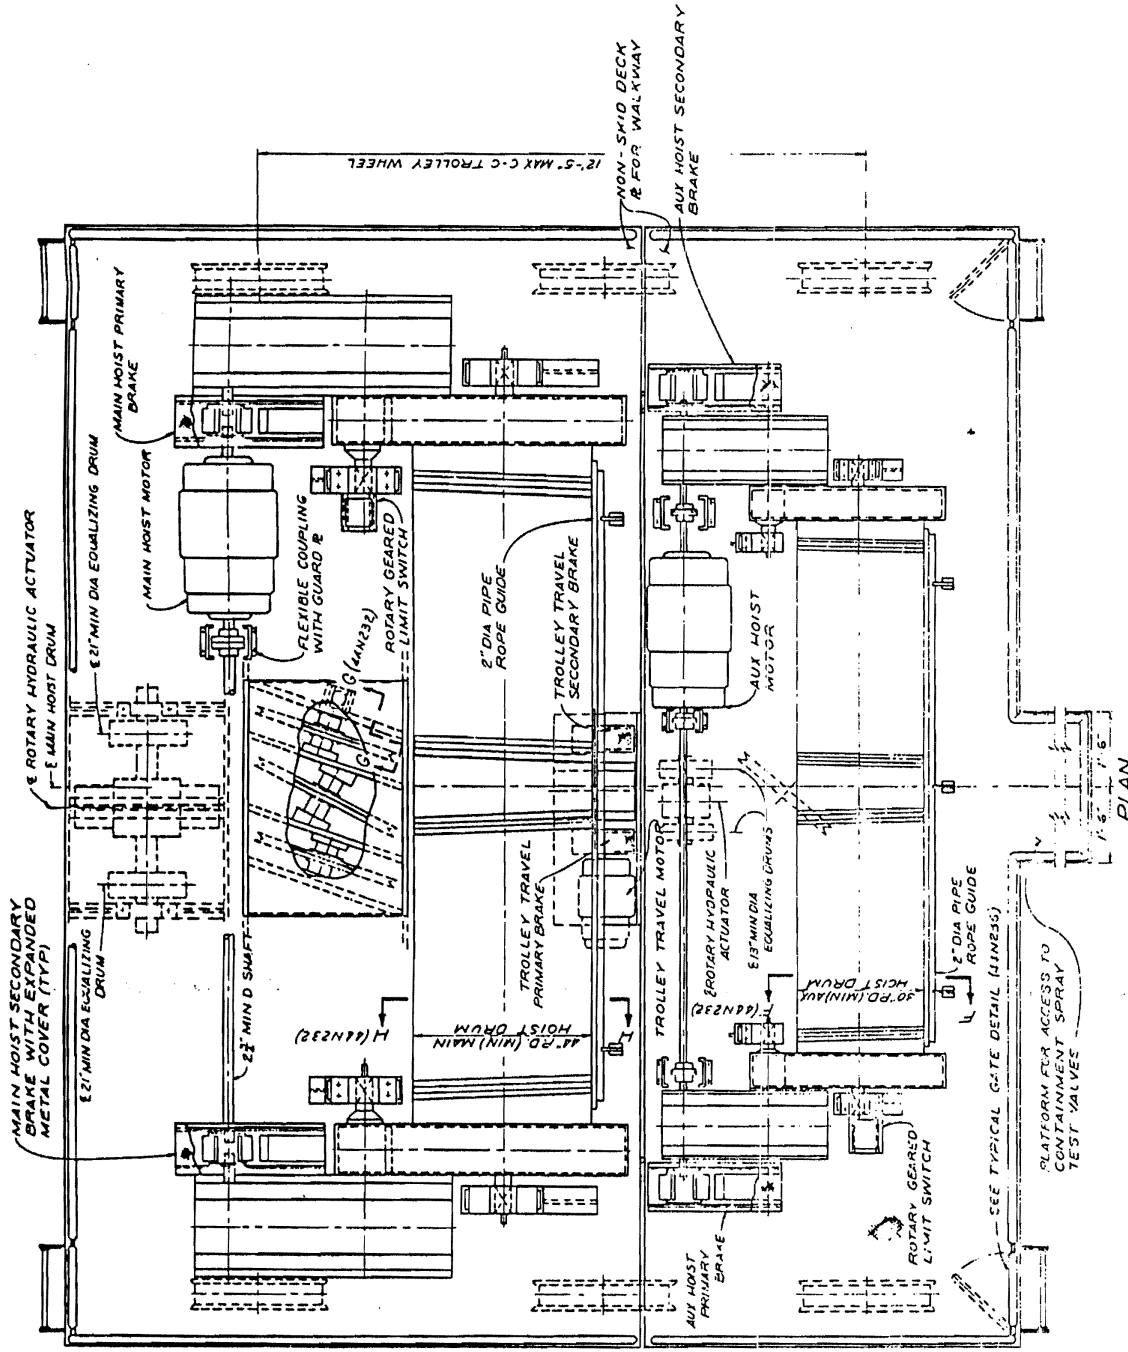 MAIN HOIST SECONDARY
BRAKE WITH EXPANDED
METAL COVER (TYP)
℄ 21" MIN DIA EQUALIZING
DRUM
2½" MIN D SHAFT
℄ ROTARY HYDRAULIC ACTUATOR
℄ MAIN HOIST DRUM
℄ 21" MIN DIA EQUALIZING DRUM
MAIN HOIST MOTOR
MAIN HOIST PRIMARY
BRAKE
FLEXIBLE COUPLING
WITH GUARD ℞
G (44N232)
G
ROTARY GEARED
LIMIT SWITCH
12'-5" MAX C-C TROLLEY WHEEL
NON-SKID DECK
℞ FOR WALKWAY
AUX HOIST SECONDARY
BRAKE
2" DIA PIPE
ROPE GUIDE
TROLLEY TRAVEL
SECONDARY BRAKE
AUX HOIST
MOTOR
H (44N232)
44" P.D. (MIN) MAIN
HOIST DRUM
H
TROLLEY TRAVEL
PRIMARY BRAKE
TROLLEY TRAVEL MOTOR
℄ ROTARY HYDRAULIC
ACTUATOR
℄ 13" MIN DIA
EQUALIZING DRUMS
F (44N232)
30" P.D. (MIN) AUX
HOIST DRUM
2" DIA PIPE
ROPE GUIDE
AUX HOIST
PRIMARY
BRAKE
ROTARY GEARED
LIMIT SWITCH
SEE TYPICAL GATE DETAIL (44N235)
PLATFORM FOR ACCESS TO
CONTAINMENT SPRAY
TEST VALVES
1'-6" 1'-6"
PLAN